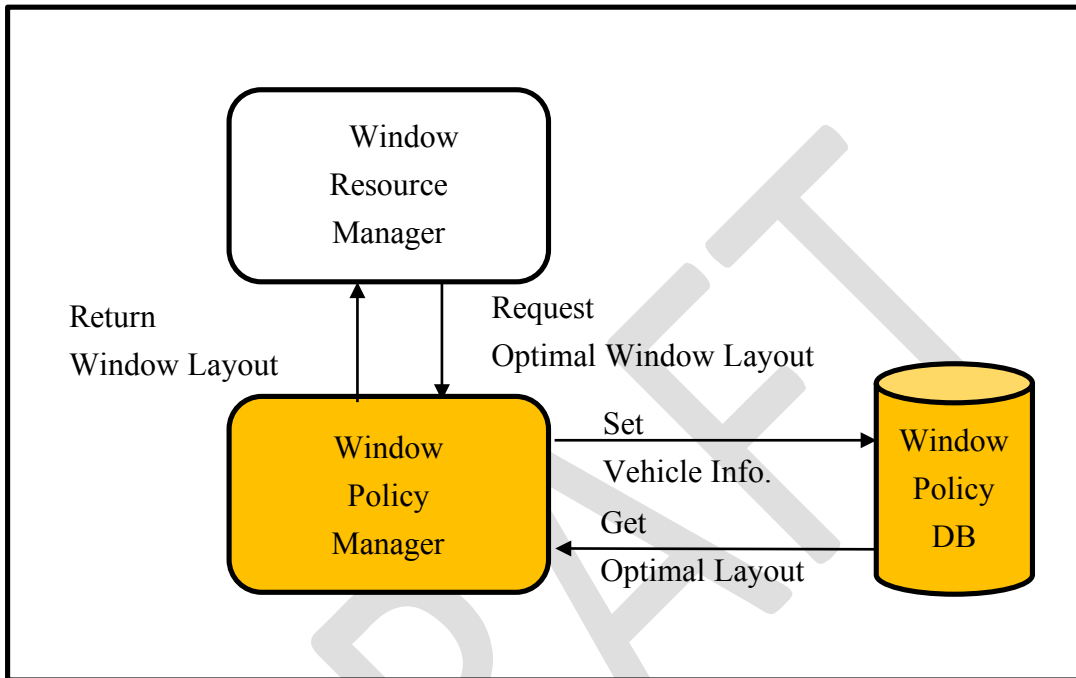 Window
Resource
Manager
Return
Window Layout
Request
Optimal Window Layout
Window
Policy
Manager
Set
Vehicle Info.
Get
Optimal Layout
Window
Policy
DB
DRAFT